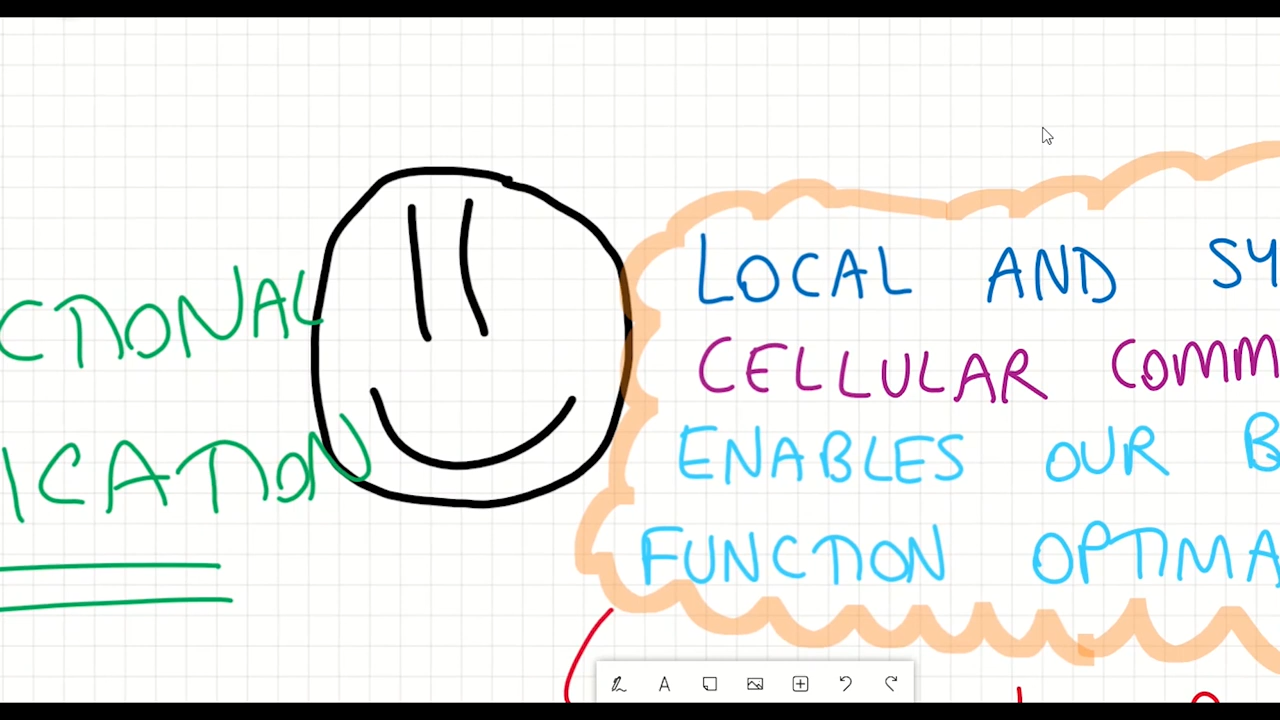 CTIONAL
ICATION
LOCAL AND SY
CELLULAR COMM
ENABLES OUR B
FUNCTION OPTIMA